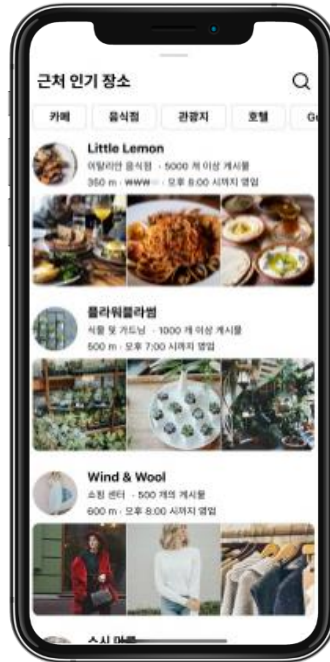 근처 인기 장소
카페 음식점 관광지 호텔
Little Lemon
이탈리안 음식점 · 5000 개 이상 게시물
350 m · ₩₩₩ · 오후 8:00 시까지 영업
플라워플라썸
식물 및 가드닝 · 1000 개 이상 게시물
500 m · 오후 7:00 시까지 영업
Wind & Wool
쇼핑 센터 · 500 개의 게시물
600 m · 오후 8:00 시까지 영업
스시